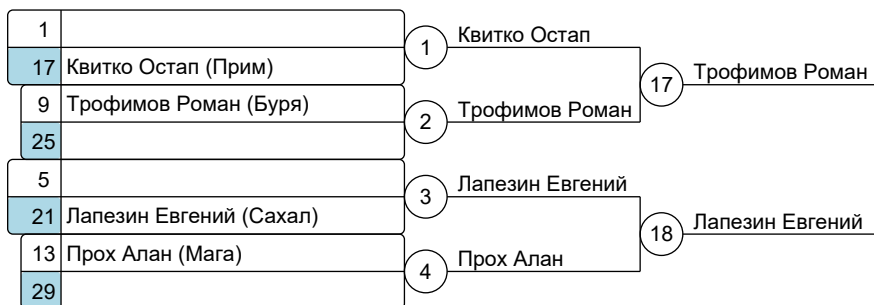 1
17 Квитко Остап (Прим)
9 Трофимов Роман (Буря)
25
5
21 Лапезин Евгений (Сахал)
13 Прох Алан (Мага)
29
1 Квитко Остап
2 Трофимов Роман
3 Лапезин Евгений
4 Прох Алан
17 Трофимов Роман
18 Лапезин Евгений